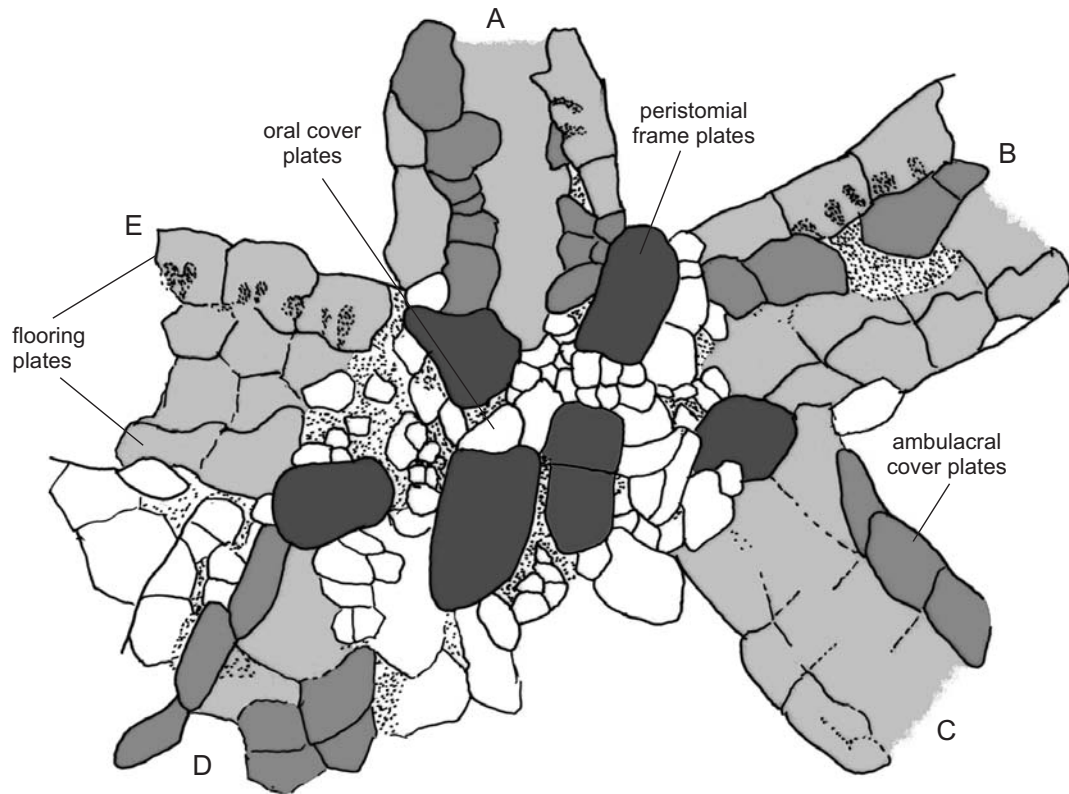 A
oral cover
plates
peristomial
frame plates
B
E
flooring
plates
ambulacral
cover plates
C
D